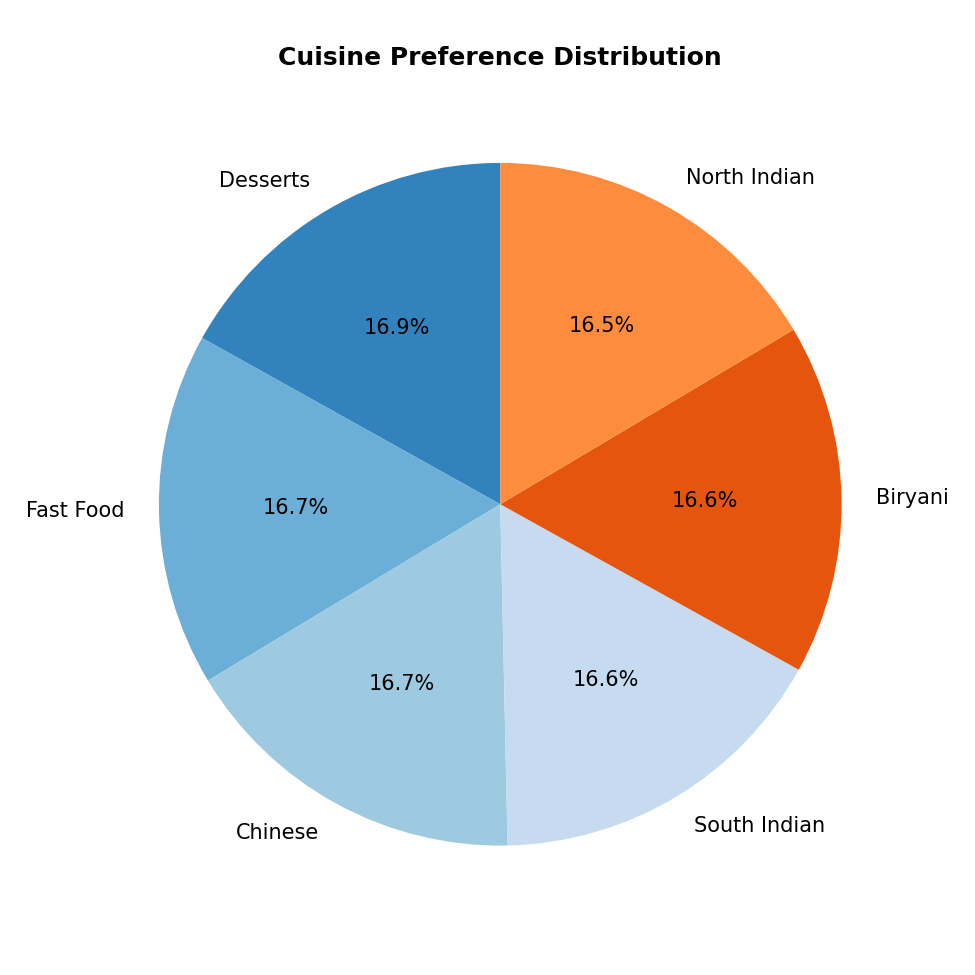 Cuisine Preference Distribution
Desserts
North Indian
16.9%
16.5%
Fast Food
16.7%
16.6%
Biryani
16.7%
16.6%
Chinese
South Indian